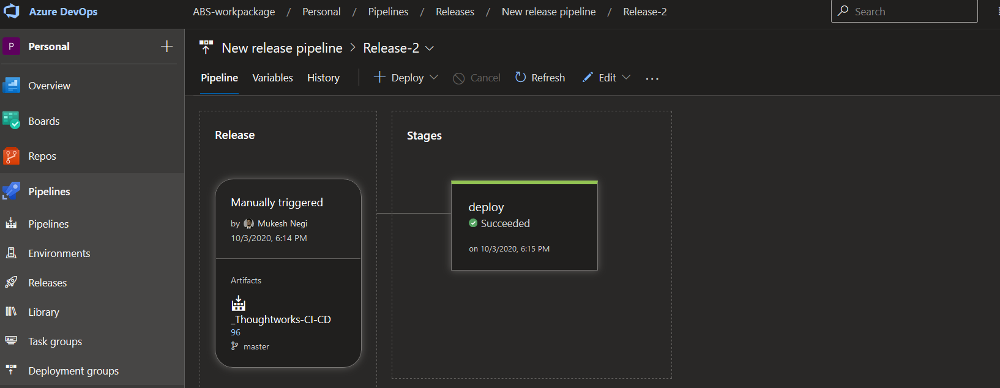 Azure DevOps
ABS-workpackage / Personal / Pipelines / Releases / New release pipeline / Release-2
Search
P Personal
Overview
Boards
Repos
Pipelines
Pipelines
Environments
Releases
Library
Task groups
Deployment groups
New release pipeline > Release-2
Pipeline Variables History Deploy Cancel Refresh Edit ...
Release
Manually triggered
by Mukesh Negi
10/3/2020, 6:14 PM
Artifacts
_Thoughtworks-CI-CD
96
master
Stages
deploy
Succeeded
on 10/3/2020, 6:15 PM